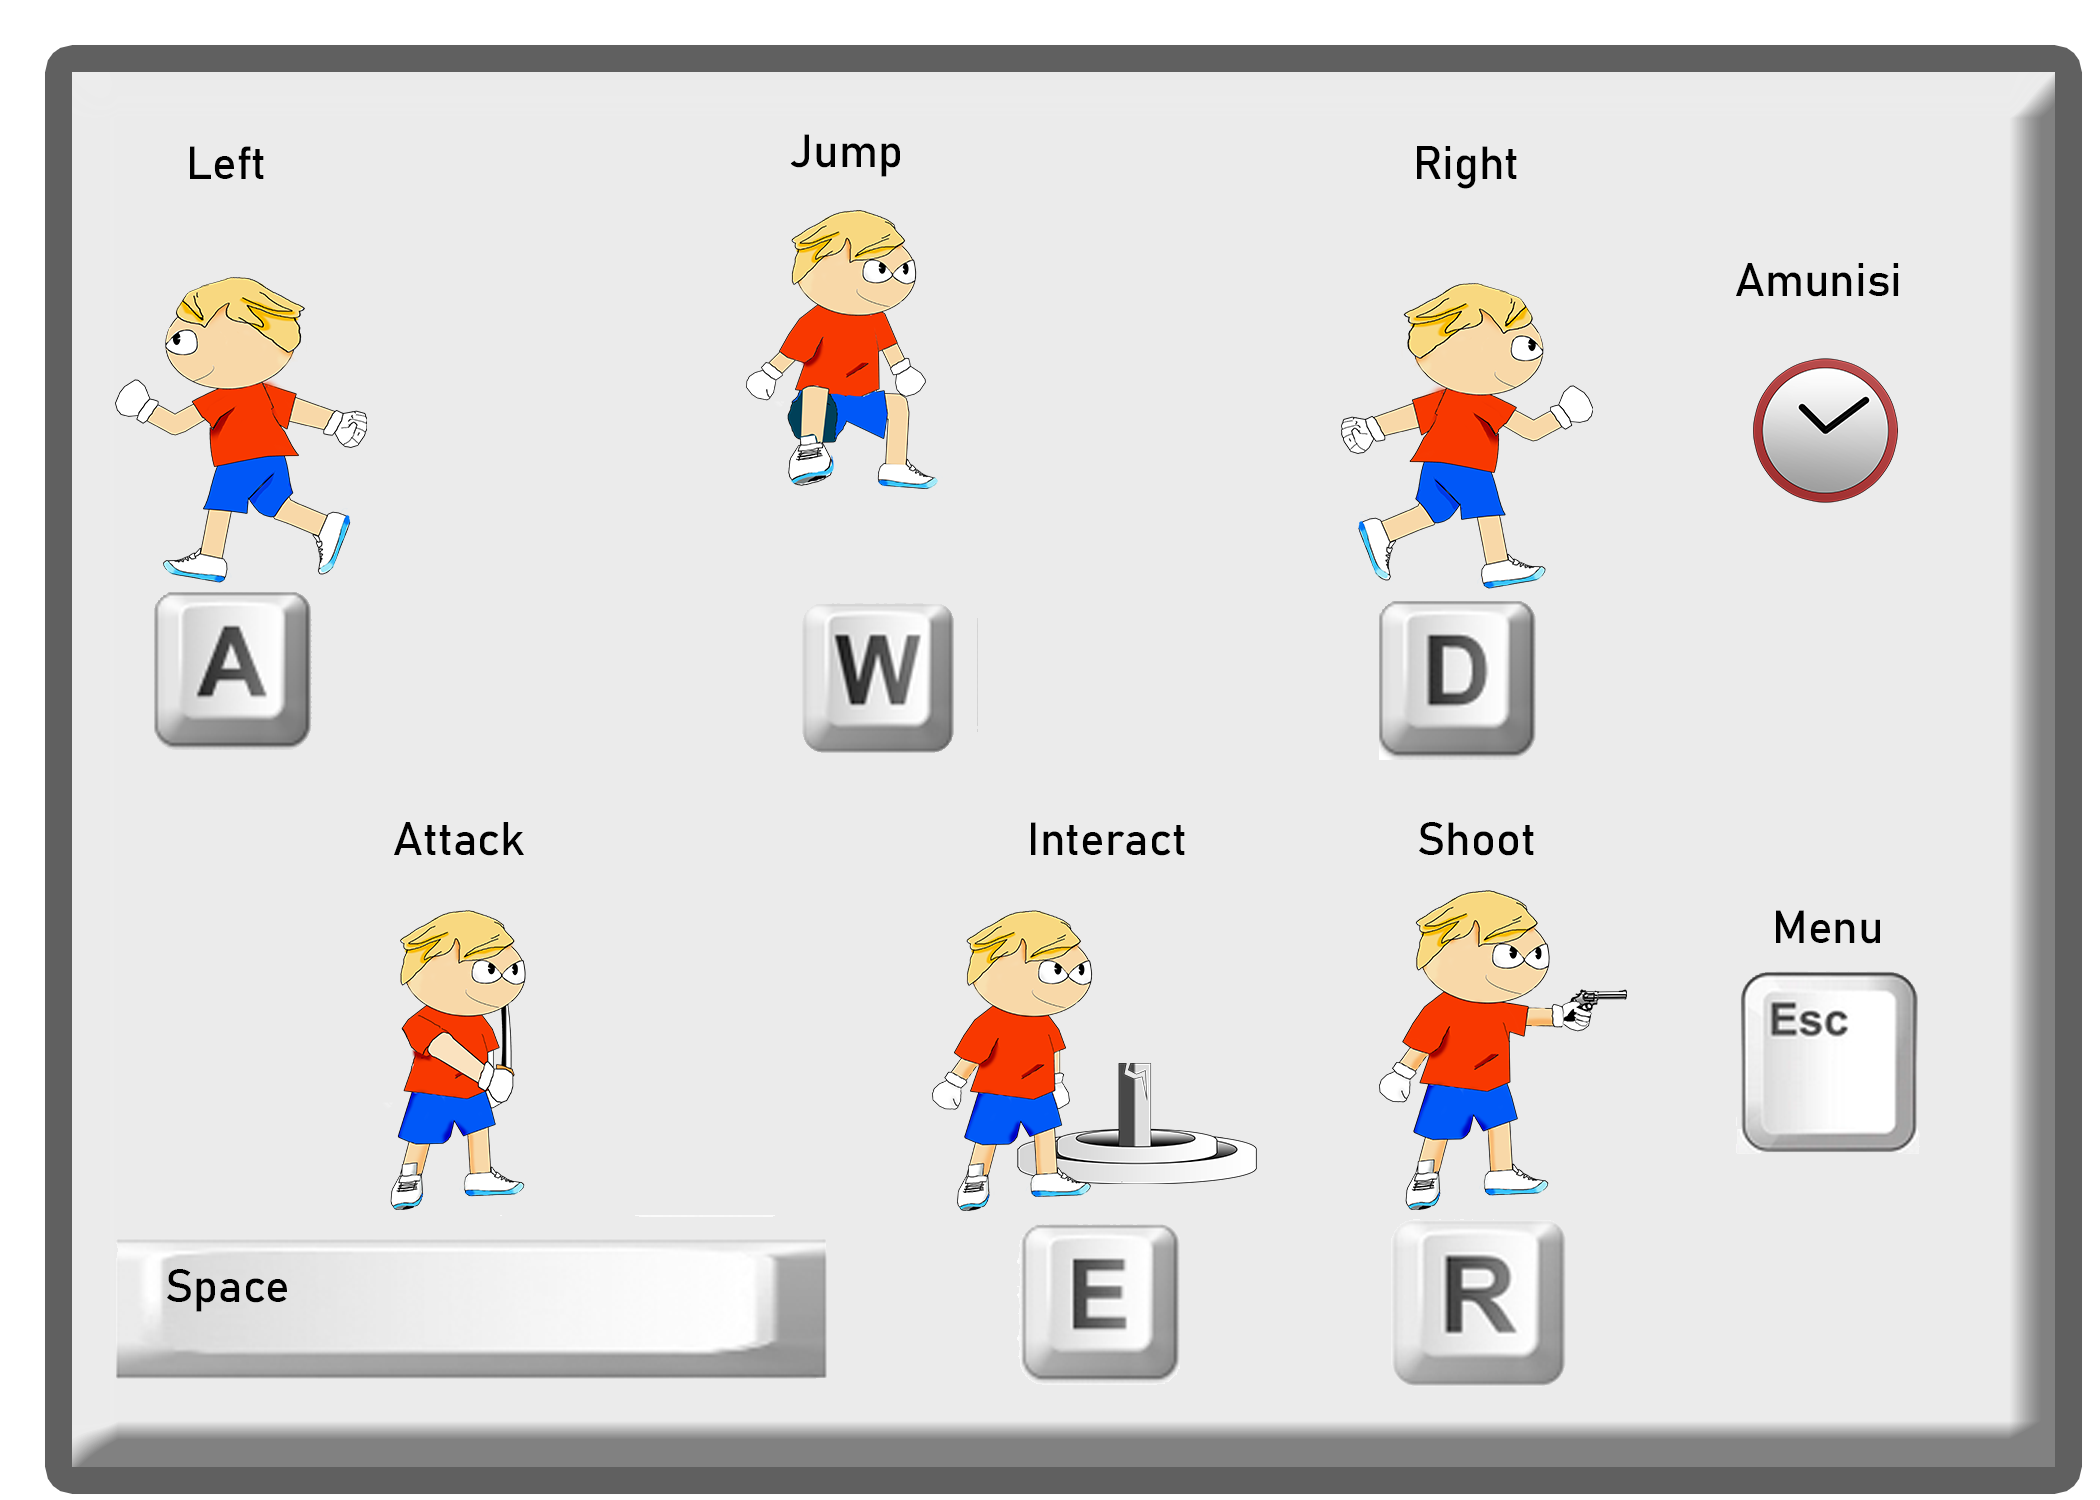 Left
Jump
Right
Amunisi
A
W
D
Attack
Interact
Shoot
Menu
Esc
Space
E
R